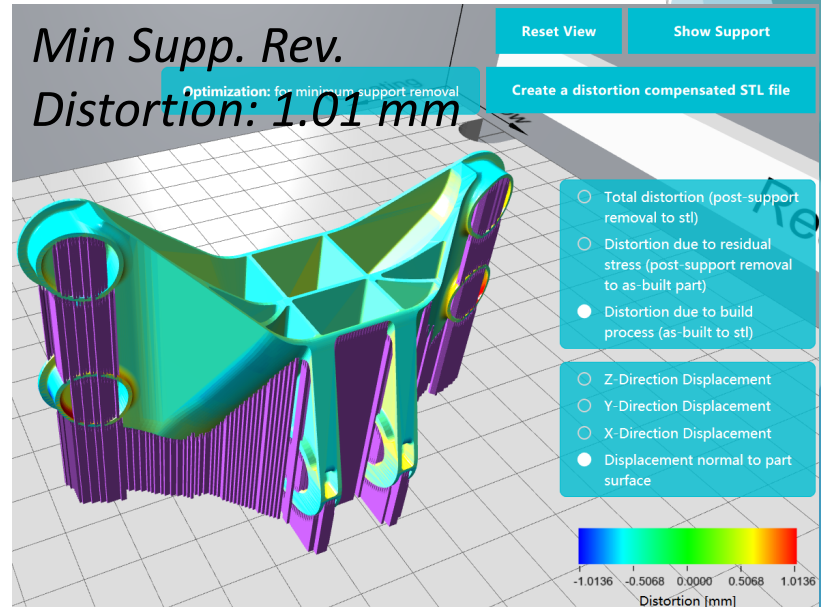 Min Supp. Rev.
Distortion: 1.01 mm
Optimization: for minimum support removal
Reset View
Show Support
Create a distortion compensated STL file
Re
Total distortion (post-support
removal to stl)
Distortion due to residual
stress (post-support removal
to as-built part)
Distortion due to build
process (as-built to stl)
Z-Direction Displacement
Y-Direction Displacement
X-Direction Displacement
Displacement normal to part
surface
-1.0136 -0.5068 0.0000 0.5068 1.0136
Distortion [mm]